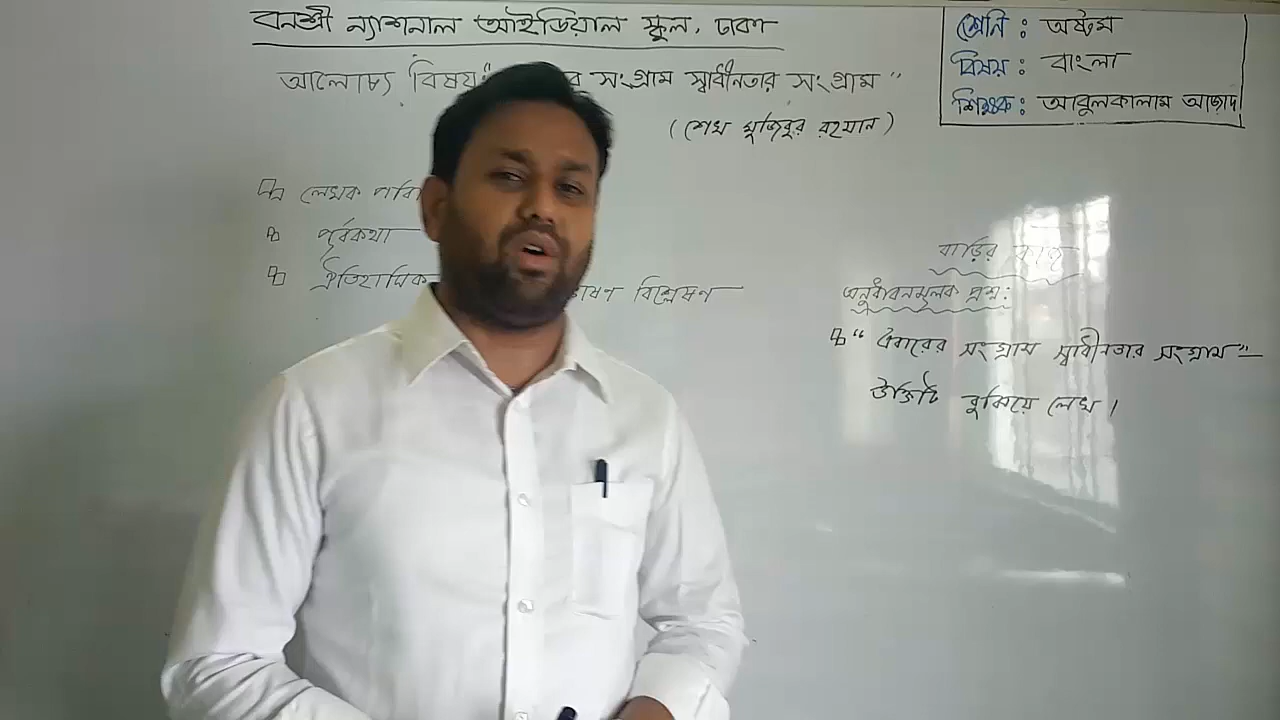 বনশ্রী ন্যাশনাল আইডিয়াল স্কুল, ঢাকা
শ্রেণি : অষ্টম
বিষয় : বাংলা
শিক্ষক : আবুলকালাম আজাদ
আলোচ্য বিষয় " সংগ্রাম স্বাধীনতার সংগ্রাম"
(শেখ মুজিবুর রহমান)
লেখক
পূর্বকথা
ঐতিহাসিক বিশ্লেষণ
বাড়ির কাজ
অনুধাবনমূলক প্রশ্ন:
"এবারের সংগ্রাম স্বাধীনতার সংগ্রাম"–
উক্তিটি বুঝিয়ে লেখ।